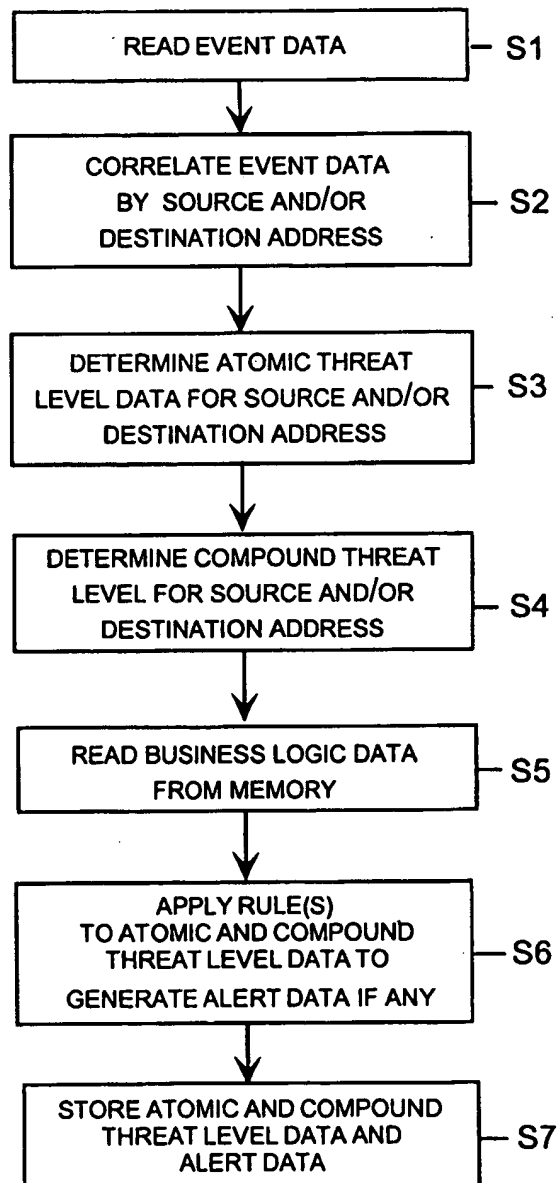 READ EVENT DATA
S1
CORRELATE EVENT DATA
BY SOURCE AND/OR
DESTINATION ADDRESS
S2
DETERMINE ATOMIC THREAT
LEVEL DATA FOR SOURCE AND/OR
DESTINATION ADDRESS
S3
DETERMINE COMPOUND THREAT
LEVEL FOR SOURCE AND/OR
DESTINATION ADDRESS
S4
READ BUSINESS LOGIC DATA
FROM MEMORY
S5
APPLY RULE(S)
TO ATOMIC AND COMPOUND
THREAT LEVEL DATA TO
GENERATE ALERT DATA IF ANY
S6
STORE ATOMIC AND COMPOUND
THREAT LEVEL DATA AND
ALERT DATA
S7